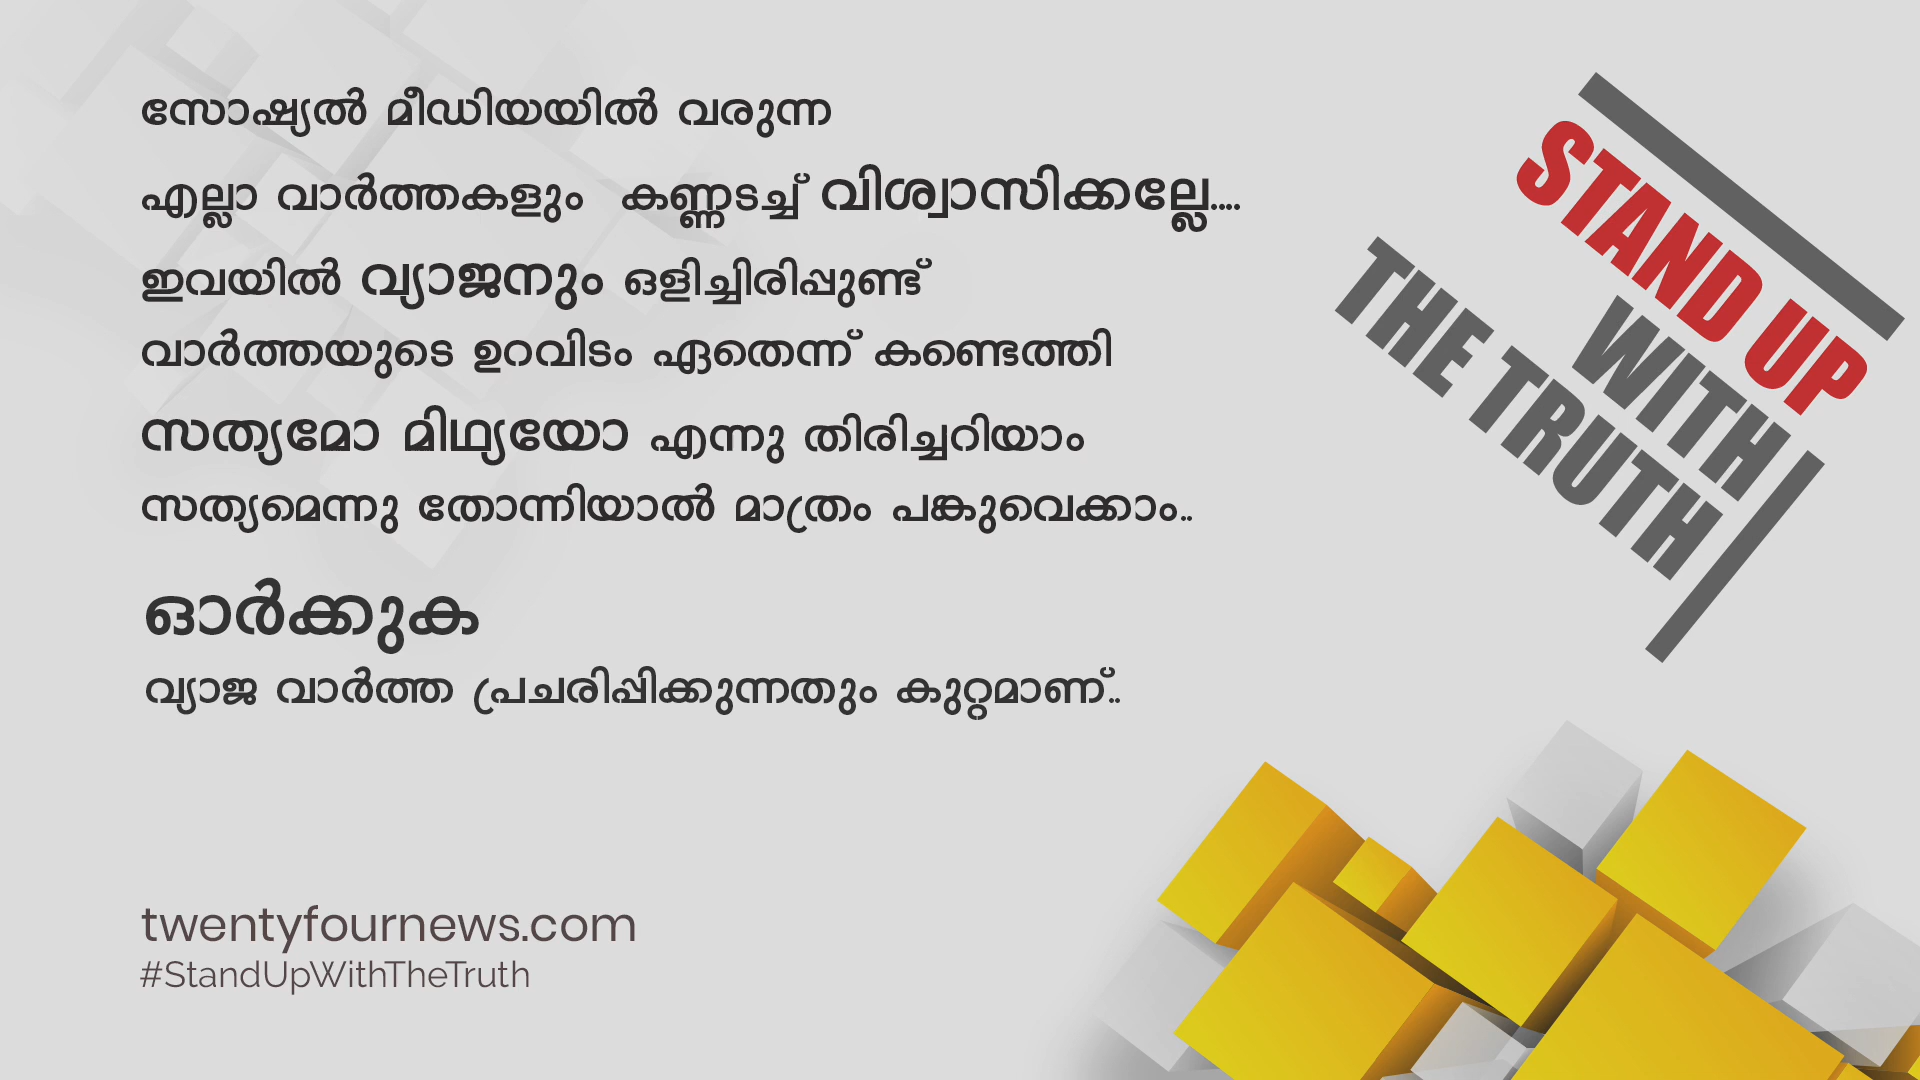 സോഷ്യൽ മീഡിയയിൽ വരുന്ന
എല്ലാ വാർത്തകളും കണ്ണടച്ച് വിശ്വാസിക്കല്ലേ....
ഇവയിൽ വ്യാജനും ഒളിച്ചിരിപ്പുണ്ട്
വാർത്തയുടെ ഉറവിടം ഏതെന്ന് കണ്ടെത്തി
സത്യമോ മിഥ്യയോ എന്നു തിരിച്ചറിയാം
സത്യമെന്നു തോന്നിയാൽ മാത്രം പങ്കുവെക്കാം..
ഓർക്കുക
വ്യാജ വാർത്ത പ്രചരിപ്പിക്കുന്നതും കുറ്റമാണ്..
STAND UP
WITH
THE TRUTH
twentyfournews.com
#StandUpWithTheTruth